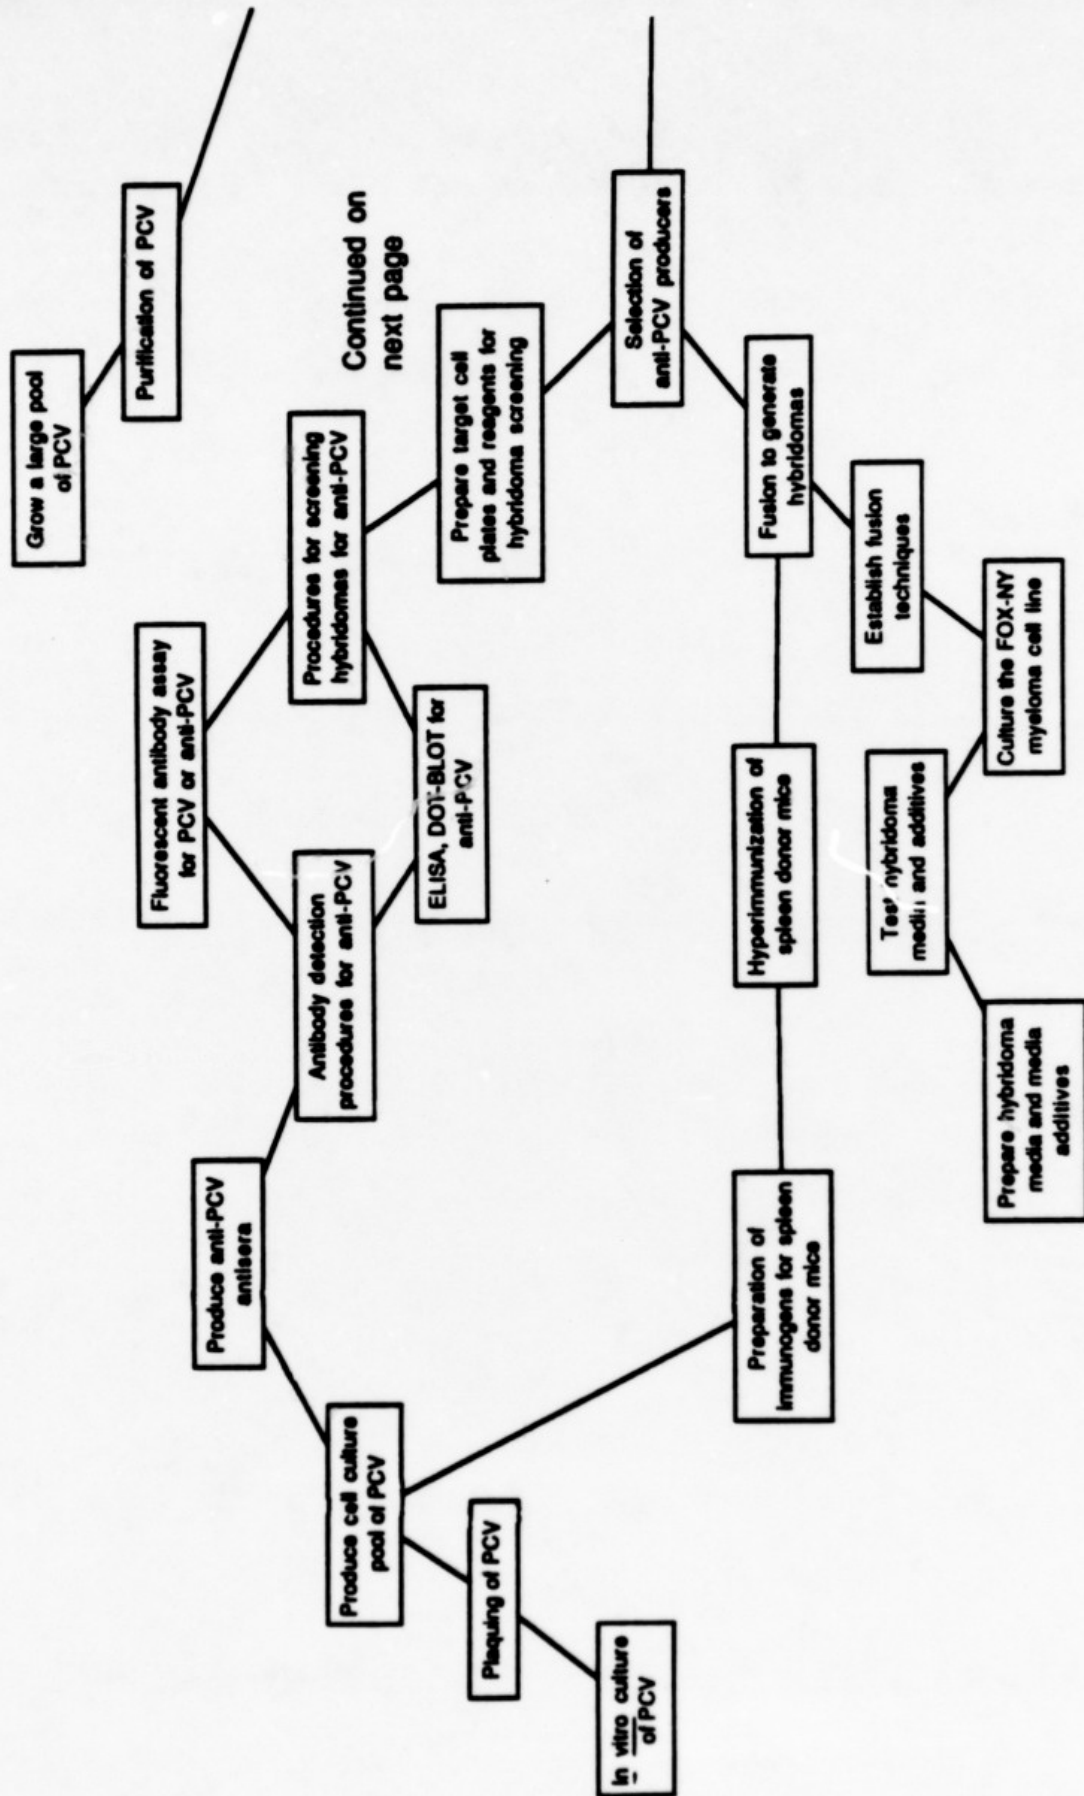 In vitro culture
of PCV
Plaquing of PCV
Produce cell culture
pool of PCV
Produce anti-PCV
antisera
Antibody detection
procedures for anti-PCV
Fluorescent antibody assay
for PCV or anti-PCV
ELISA, DOT-BLOT for
anti-PCV
Procedures for screening
hybridomas for anti-PCV
Grow a large pool
of PCV
Purification of PCV
Continued on
next page
Prepare target cell
plates and reagents for
hybridoma screening
Selection of
anti-PCV producers
Preparation of
immunogens for spleen
donor mice
Hyperimmunization of
spleen donor mice
Fusion to generate
hybridomas
Establish fusion
techniques
Test hybridoma
media and additives
Culture the FOX-NY
myeloma cell line
Prepare hybridoma
media and media
additives